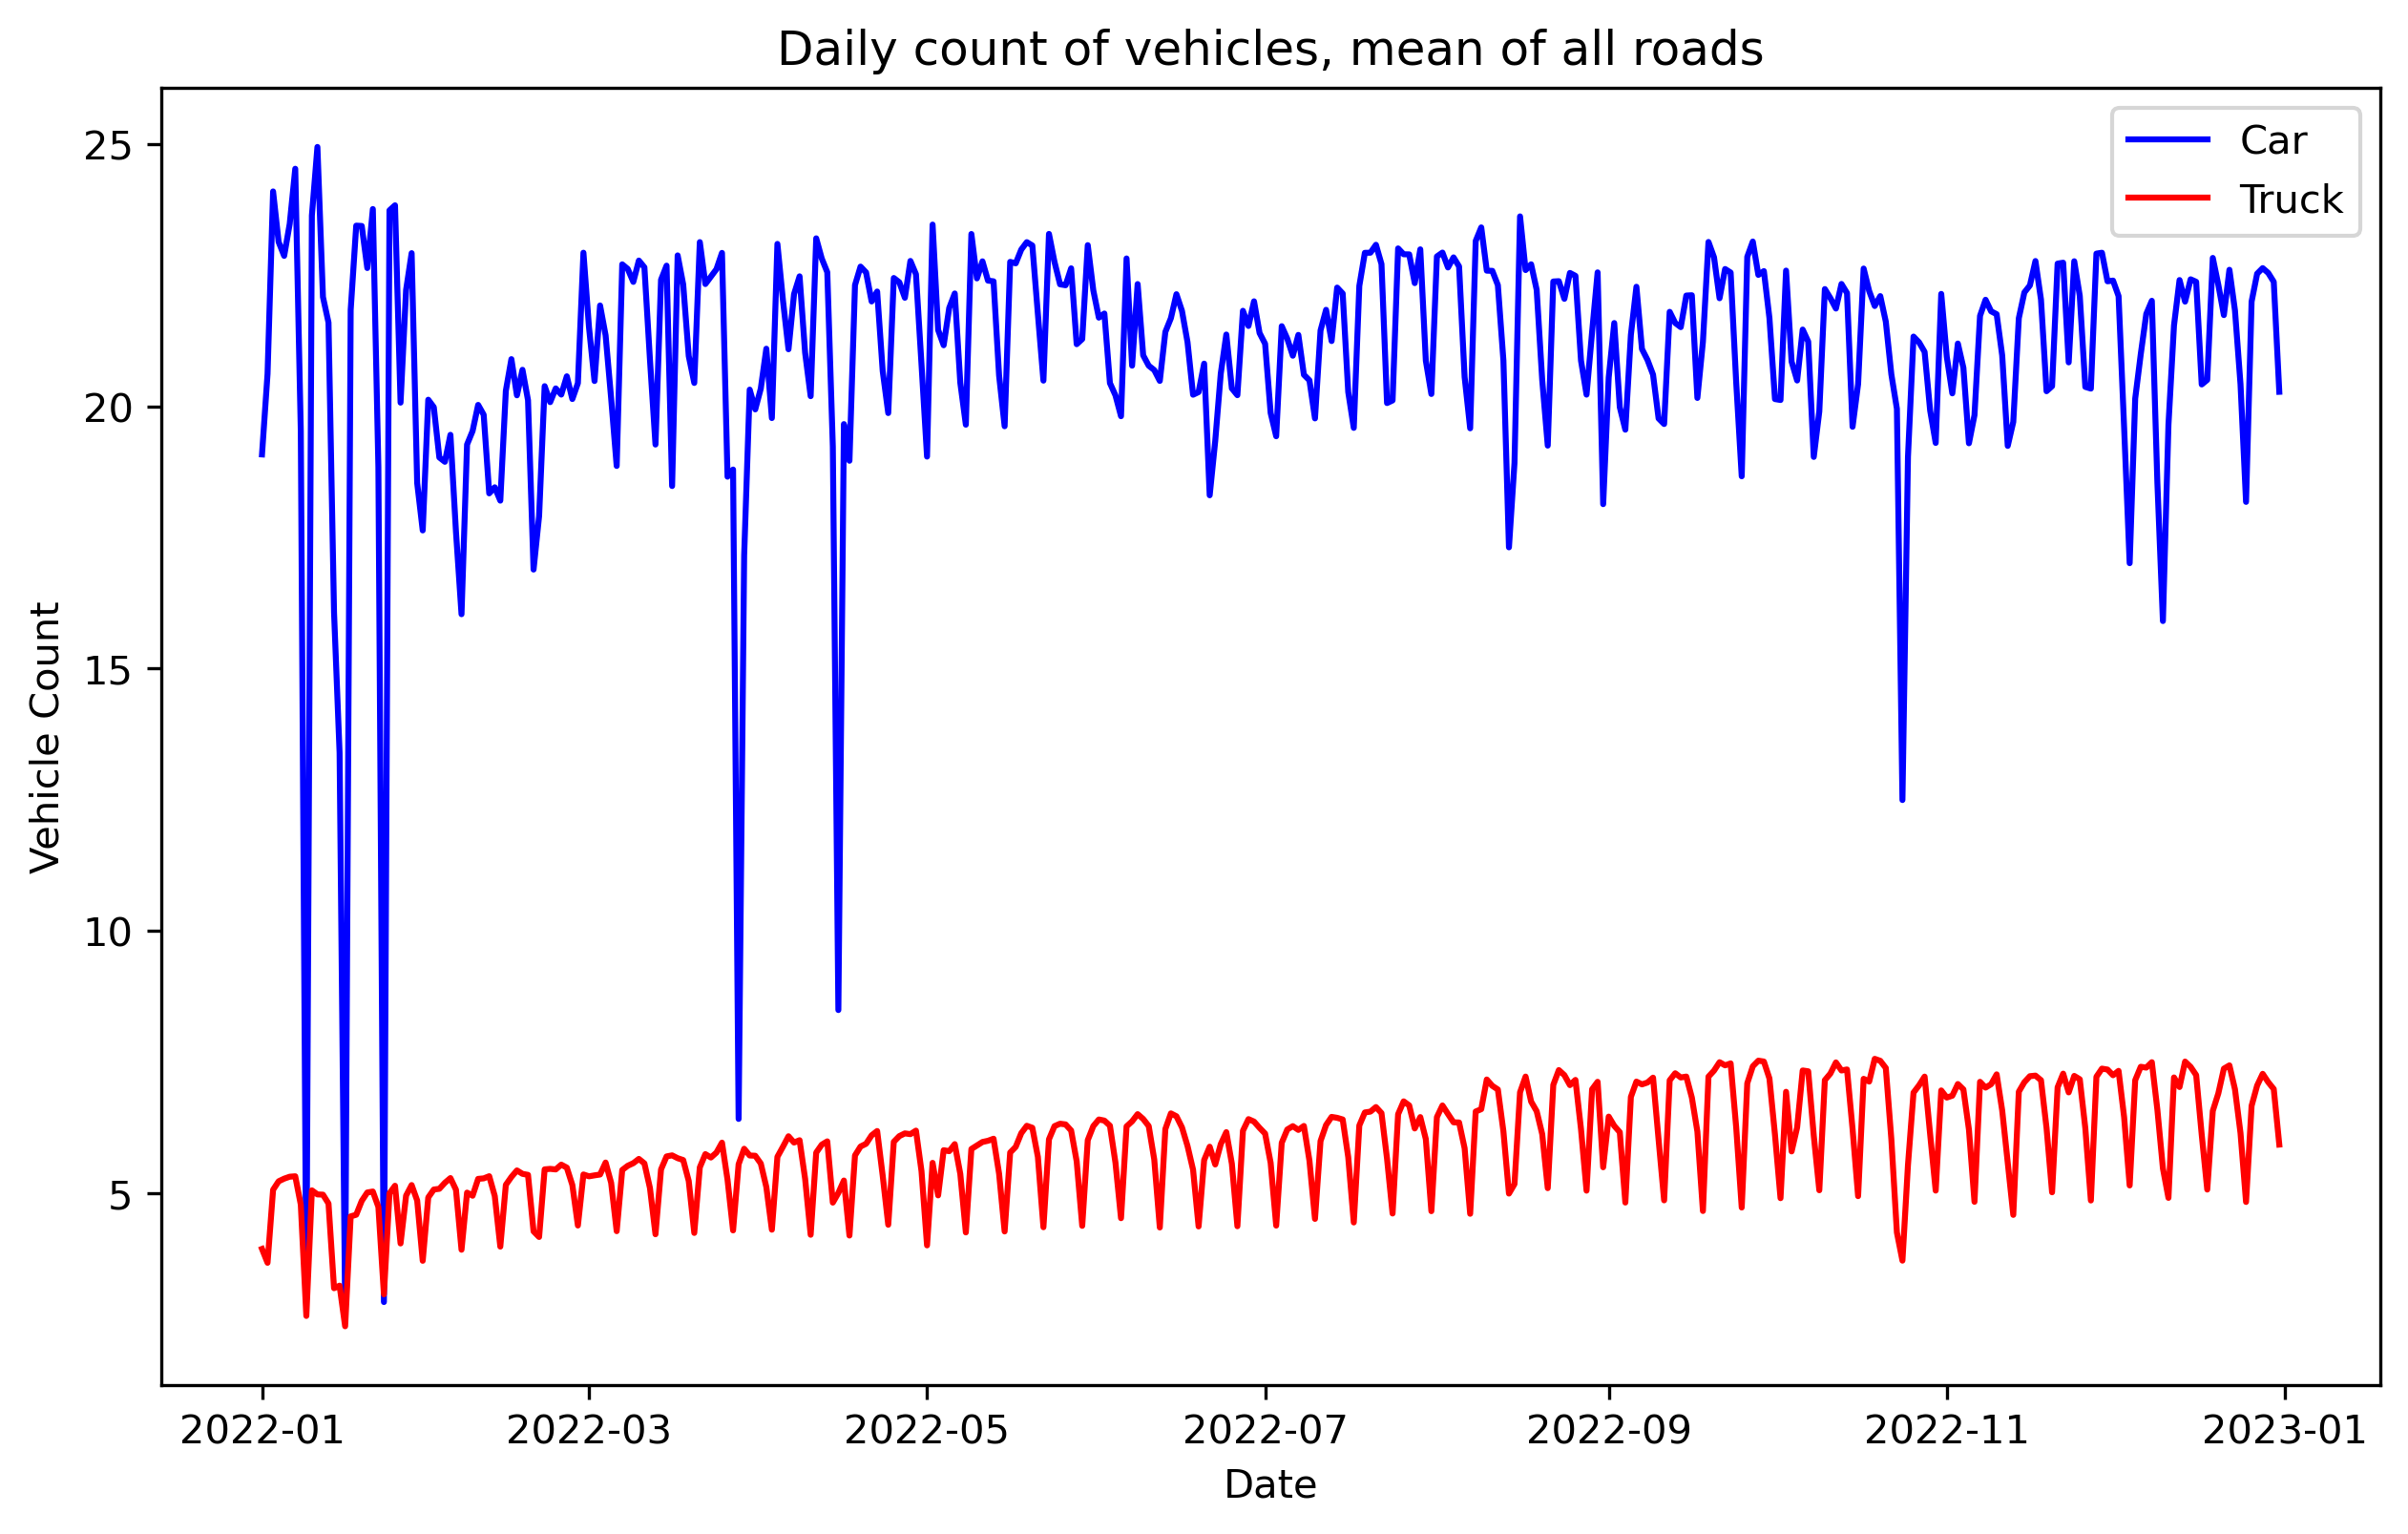 Daily count of vehicles, mean of all roads
Car
Truck
25
20
15
10
5
Vehicle Count
2022-01
2022-03
2022-05
2022-07
2022-09
2022-11
2023-01
Date